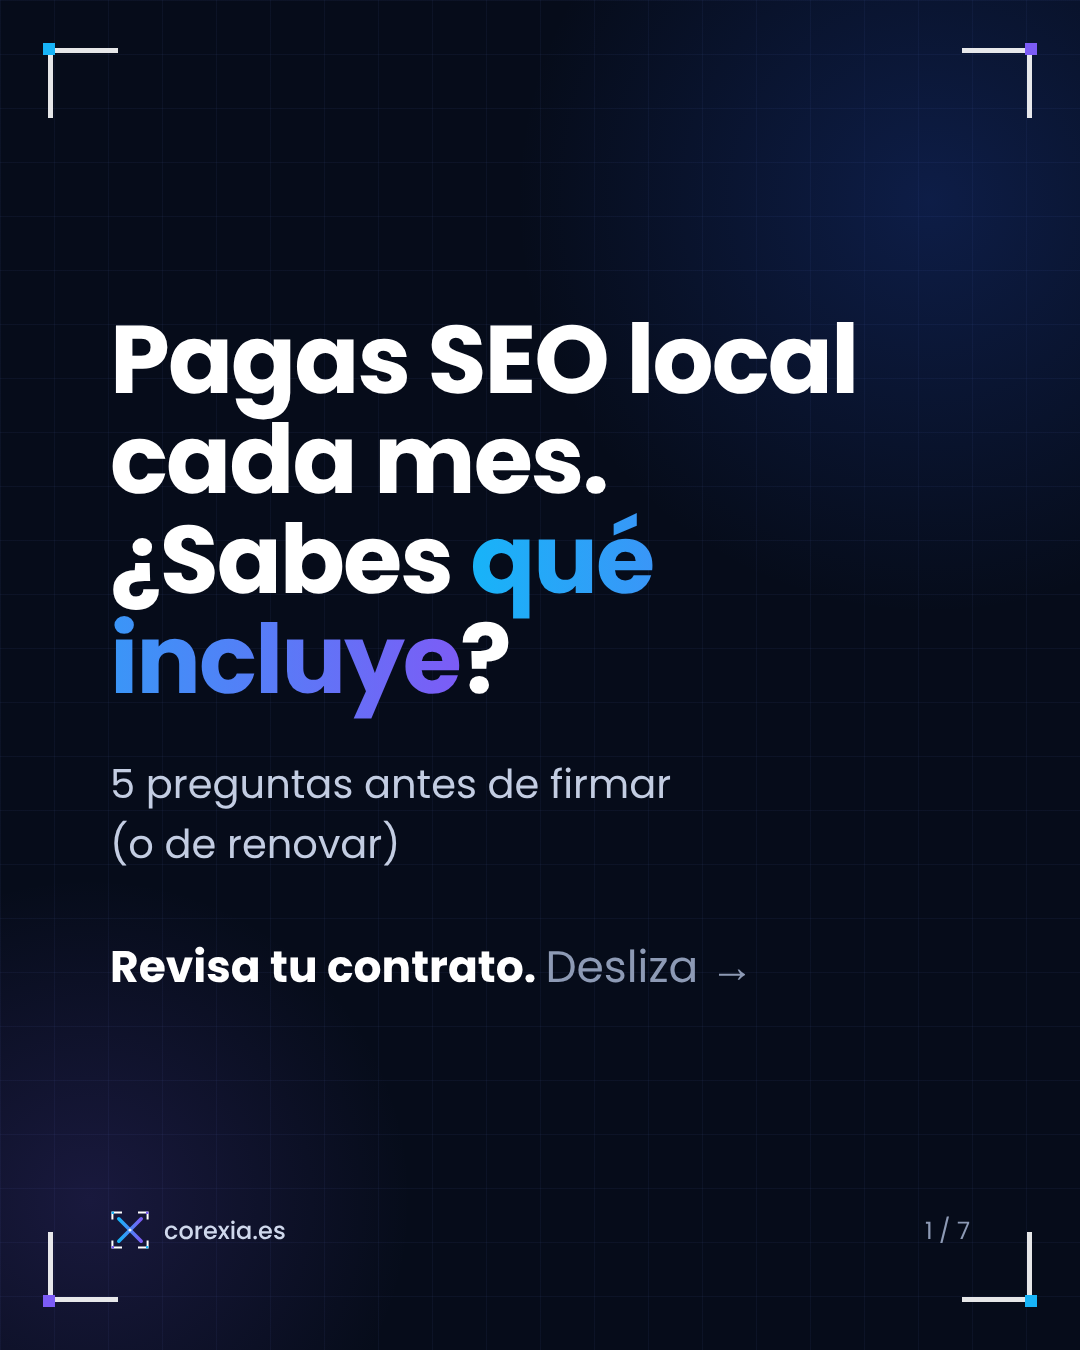 Pagas SEO local
cada mes.
¿Sabes qué
incluye?
5 preguntas antes de firmar
(o de renovar)
Revisa tu contrato. Desliza →
corexia.es
1 / 7